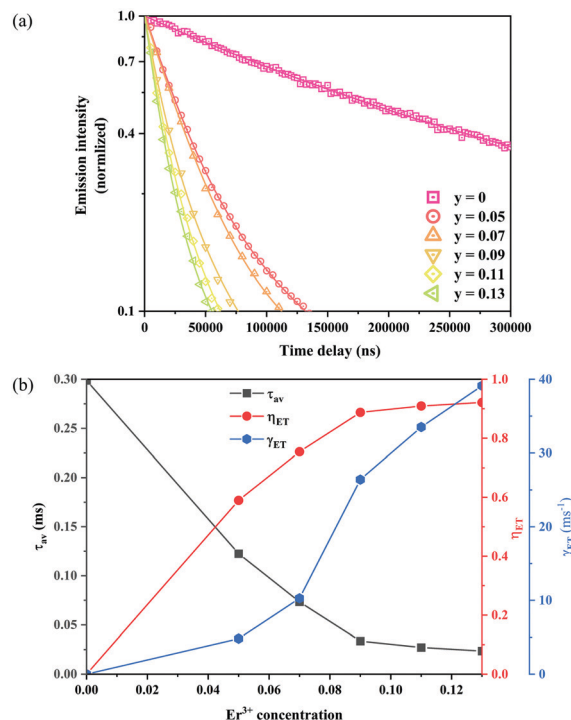 (a)
1.0
0.7
0.4
0.1
Emission intensity
(normlized)
y = 0
y = 0.05
y = 0.07
y = 0.09
y = 0.11
y = 0.13
0 50000 100000 150000 200000 250000 300000
Time delay (ns)
(b)
0.30
0.25
0.20
0.15
0.10
0.05
0.00
τav (ms)
τav
ηET
γET
1.0
0.8
0.6
0.4
0.2
0.0
ηET
40
30
20
10
0
γET (ms⁻¹)
0.00 0.02 0.04 0.06 0.08 0.10 0.12
Er³⁺ concentration